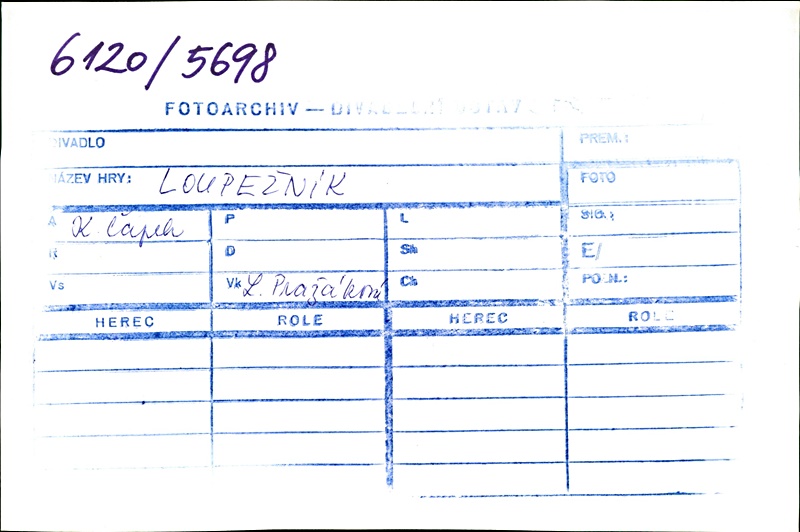 6120/5698
FOTOARCHIV — DIVADELNÍ ÚSTAV
DIVADLO
PREM.:
NÁZEV HRY: LOUPEŽNÍK
FOTO
A K. Čapek P L SIG.:
R D Sh E/
Vs Vk L. Pražáková Ch POZN.:
HEREC ROLE HEREC ROLE